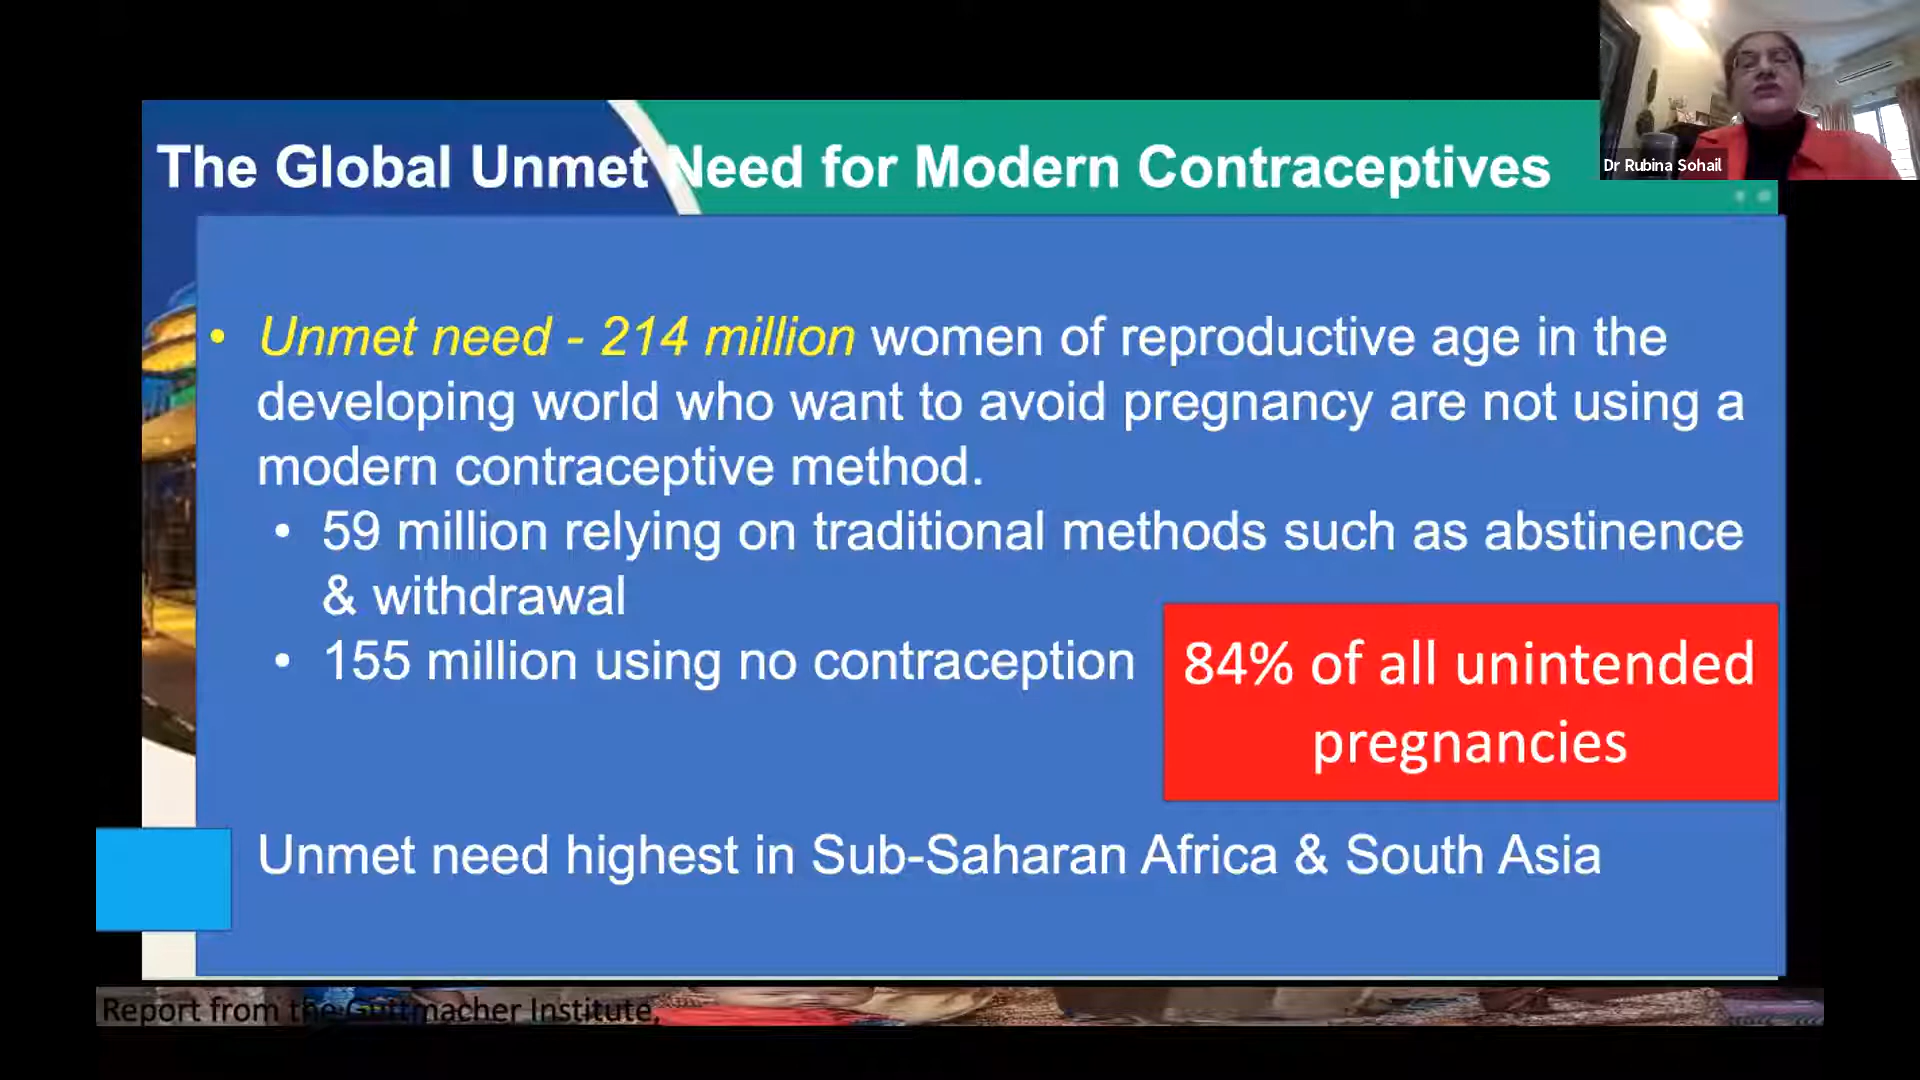 The Global Unmet Need for Modern Contraceptives
Dr Rubina Sohail
• Unmet need - 214 million women of reproductive age in the
developing world who want to avoid pregnancy are not using a
modern contraceptive method.
• 59 million relying on traditional methods such as abstinence
& withdrawal
• 155 million using no contraception
84% of all unintended
pregnancies
Unmet need highest in Sub-Saharan Africa & South Asia
Report from the Guttmacher Institute,